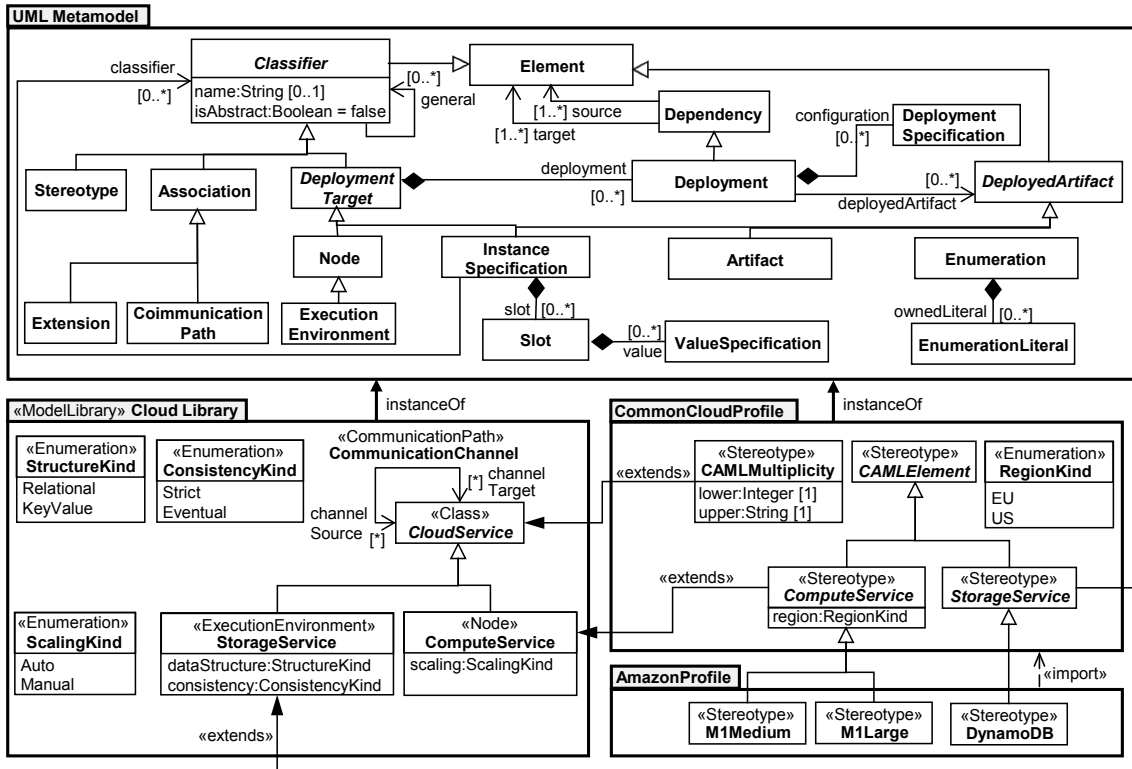 UML Metamodel
Classifier
name:String [0..1]
isAbstract:Boolean = false
classifier
[0..*]
[0..*]
general
Element
[1..*] source
[1..*] target
Dependency
configuration
[0..*]
Deployment
Specification
Stereotype
Association
Deployment
Target
deployment
[0..*]
Deployment
[0..*]
deployedArtifact
DeployedArtifact
Node
Instance
Specification
Artifact
Enumeration
Extension
Coimmunication
Path
Execution
Environment
slot
[0..*]
Slot
[0..*]
value
ValueSpecification
ownedLiteral
[0..*]
EnumerationLiteral
instanceOf
instanceOf
«ModelLibrary» Cloud Library
«Enumeration»
StructureKind
Relational
KeyValue
«Enumeration»
ConsistencyKind
Strict
Eventual
«CommunicationPath»
CommunicationChannel
[*]
channel
Target
channel
Source
[*]
«Class»
CloudService
«Enumeration»
ScalingKind
Auto
Manual
«ExecutionEnvironment»
StorageService
dataStructure:StructureKind
consistency:ConsistencyKind
«Node»
ComputeService
scaling:ScalingKind
«extends»
CommonCloudProfile
«extends»
«Stereotype»
CAMLMultiplicity
lower:Integer [1]
upper:String [1]
«Stereotype»
CAMLElement
«Enumeration»
RegionKind
EU
US
«extends»
«Stereotype»
ComputeService
region:RegionKind
«Stereotype»
StorageService
AmazonProfile
«import»
«Stereotype»
M1Medium
«Stereotype»
M1Large
«Stereotype»
DynamoDB